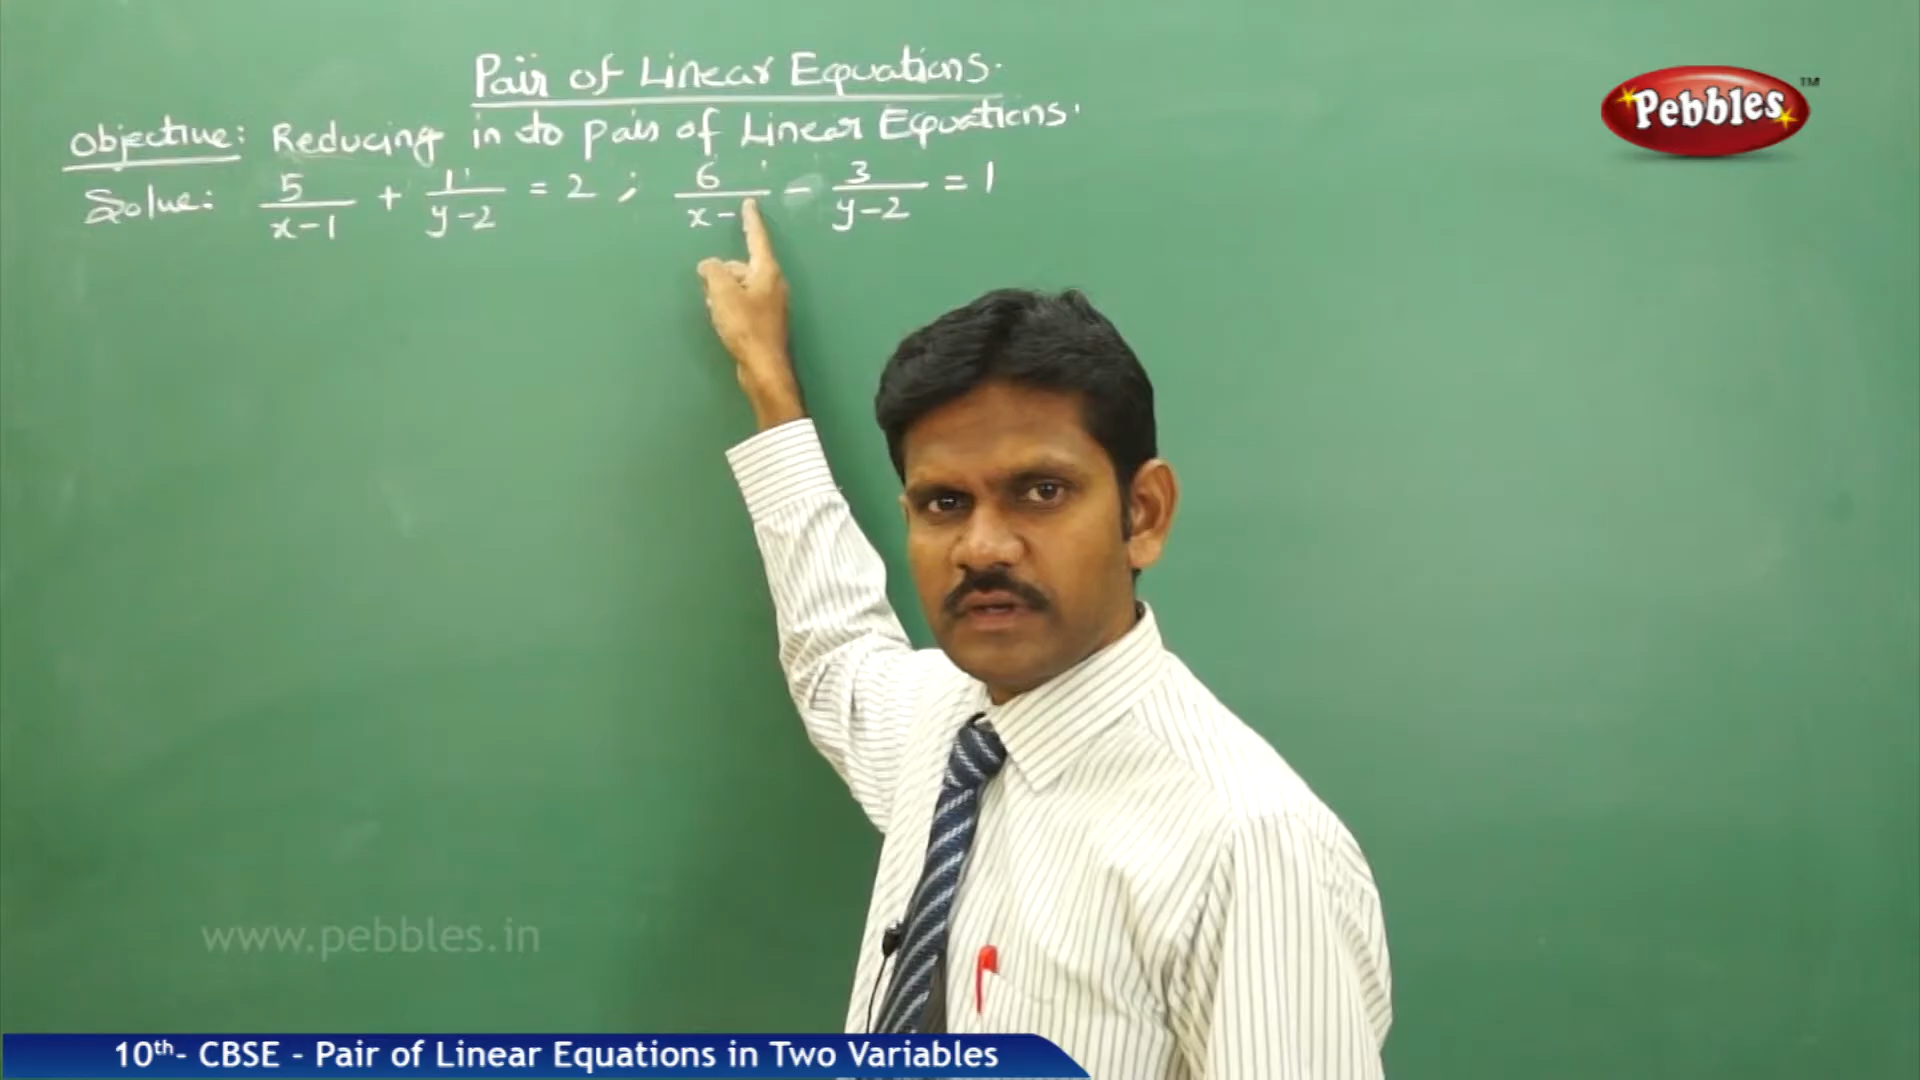 Pair of Linear Equations.
Objective: Reducing in to pair of Linear Equations.
Solve: 5/x-1 + 1/y-2 = 2 ; 6/x- - 3/y-2 = 1
Pebbles™
www.pebbles.in
10th- CBSE - Pair of Linear Equations in Two Variables